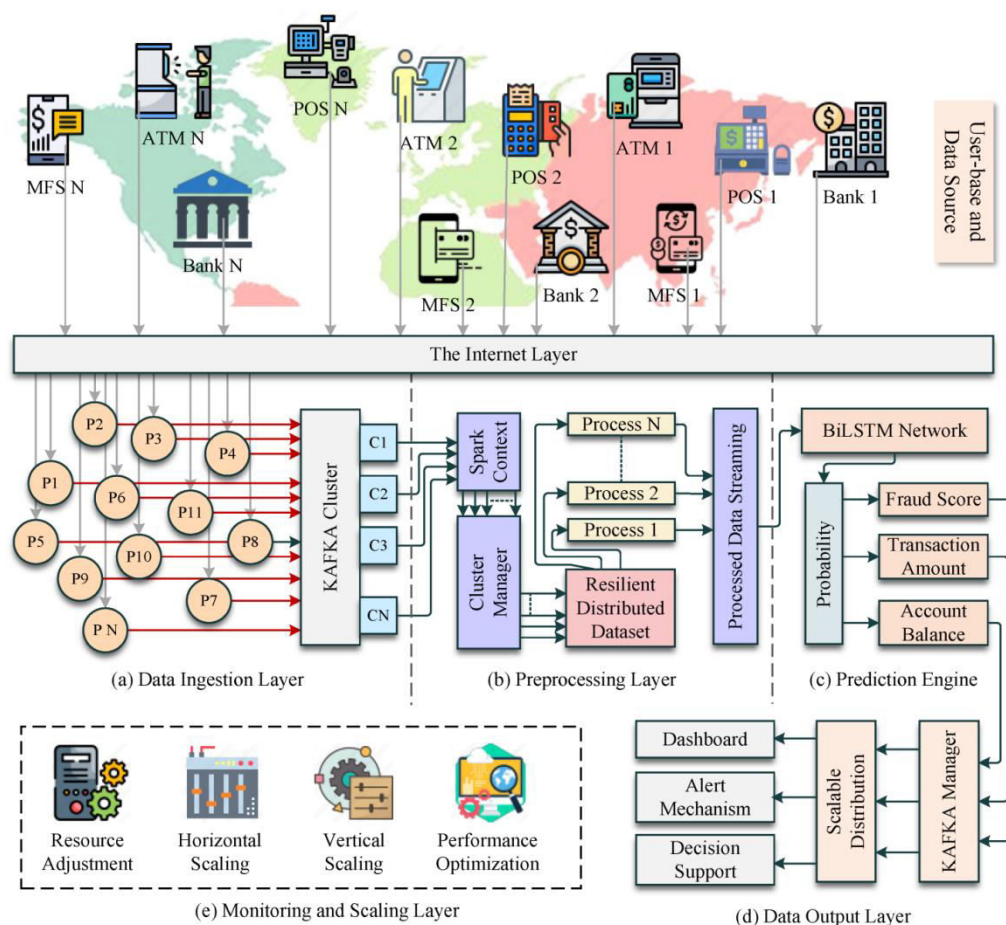 POS N
ATM N
MFS N
ATM 2
POS 2
ATM 1
POS 1
Bank 1
User-base and
Data Source
Bank N
MFS 2
Bank 2
MFS 1
The Internet Layer
P2
P3
P4
P1
P6
P11
P5
P10
P8
P9
P7
P N
KAFKA Cluster
C1
C2
C3
CN
(a) Data Ingestion Layer
Spark
Context
Cluster
Manager
Process N
Process 2
Process 1
Resilient
Distributed
Dataset
Processed Data Streaming
(b) Preprocessing Layer
BiLSTM Network
Probability
Fraud Score
Transaction
Amount
Account
Balance
(c) Prediction Engine
Resource
Adjustment
Horizontal
Scaling
Vertical
Scaling
Performance
Optimization
(e) Monitoring and Scaling Layer
Dashboard
Alert
Mechanism
Decision
Support
Scalable
Distribution
KAFKA Manager
(d) Data Output Layer